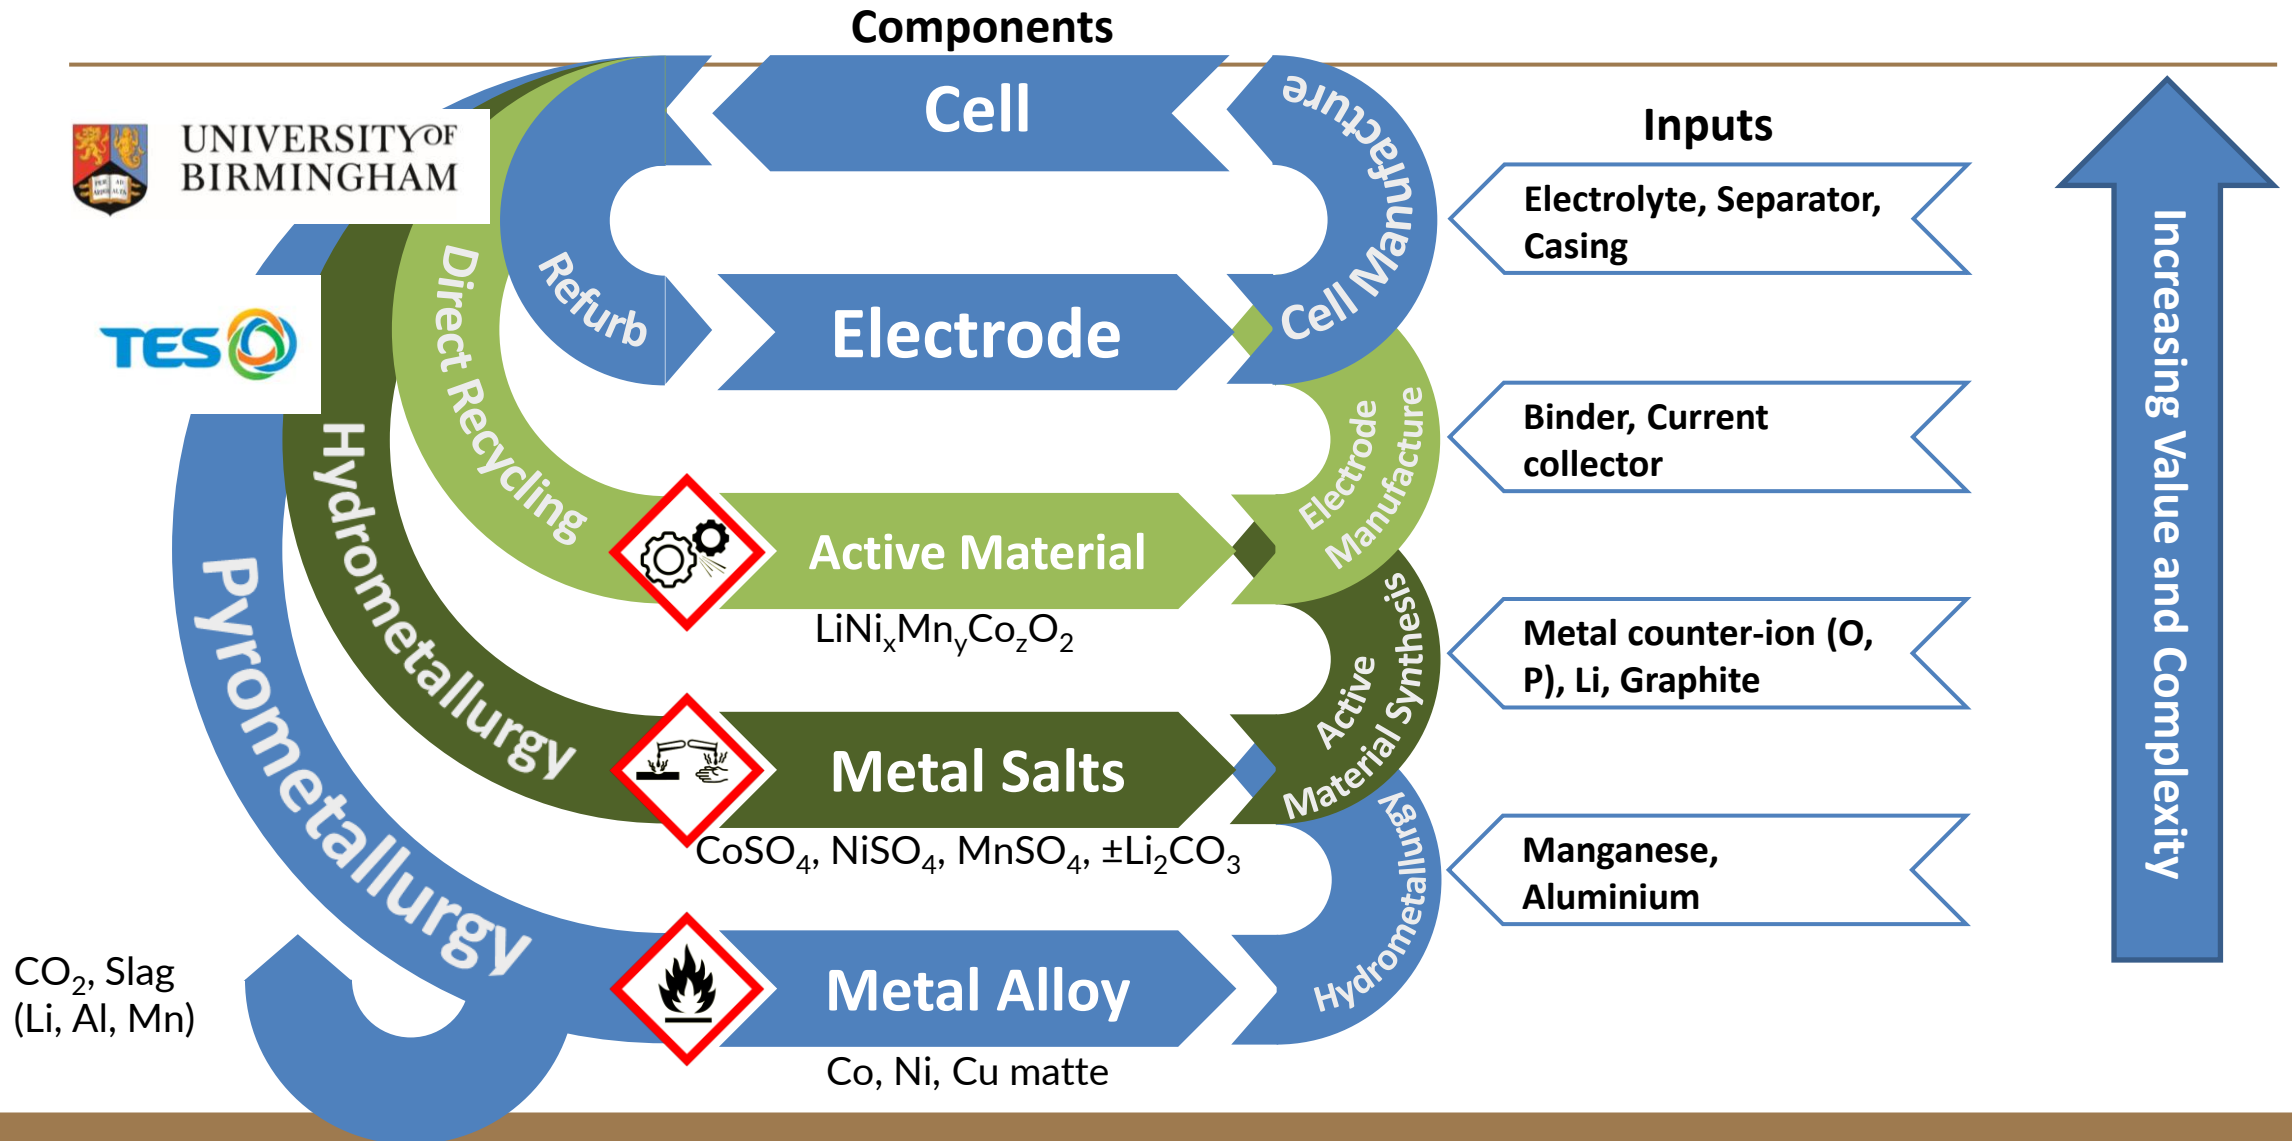 Components
UNIVERSITY OF
BIRMINGHAM
TES
Cell
Electrode
Active Material
LiNiₓMnᵧCo𝓏O₂
Metal Salts
CoSO₄, NiSO₄, MnSO₄, ±Li₂CO₃
Metal Alloy
Co, Ni, Cu matte
Refurb
Direct Recycling
Hydrometallurgy
Pyrometallurgy
CO₂, Slag
(Li, Al, Mn)
Cell Manufacture
Electrode
Manufacture
Active
Material Synthesis
Hydrometallurgy
Inputs
Electrolyte, Separator,
Casing
Binder, Current
collector
Metal counter-ion (O,
P), Li, Graphite
Manganese,
Aluminium
Increasing Value and Complexity